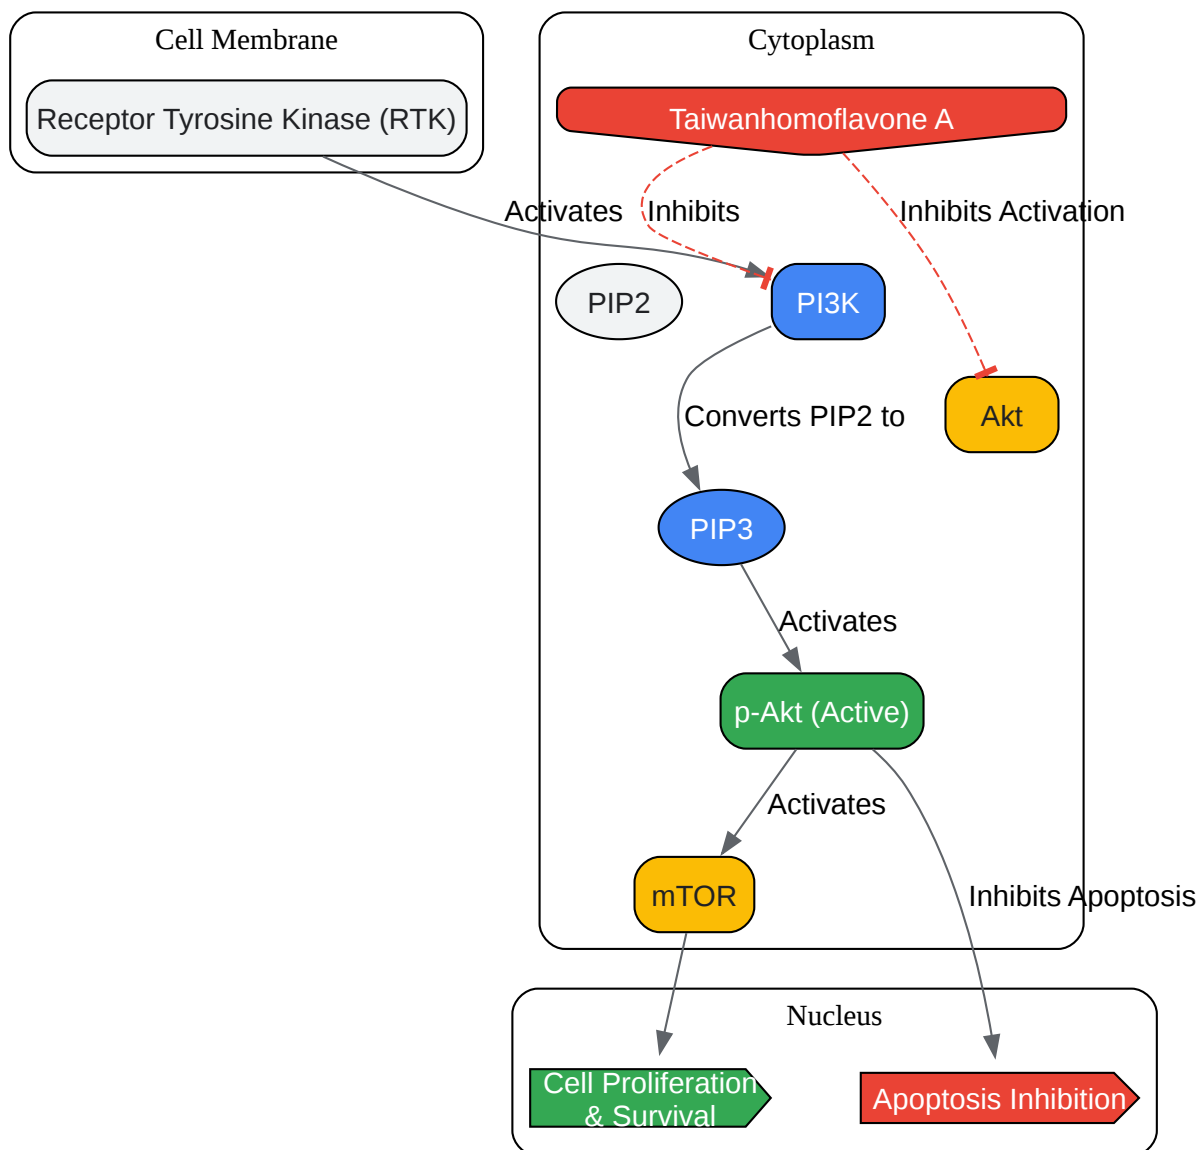 Cell Membrane
Cytoplasm
Receptor Tyrosine Kinase (RTK)
Taiwanhomoflavone A
Activates
Inhibits
Inhibits Activation
PIP2
PI3K
Converts PIP2 to
Akt
PIP3
Activates
p-Akt (Active)
Activates
mTOR
Inhibits Apoptosis
Nucleus
Cell Proliferation
& Survival
Apoptosis Inhibition